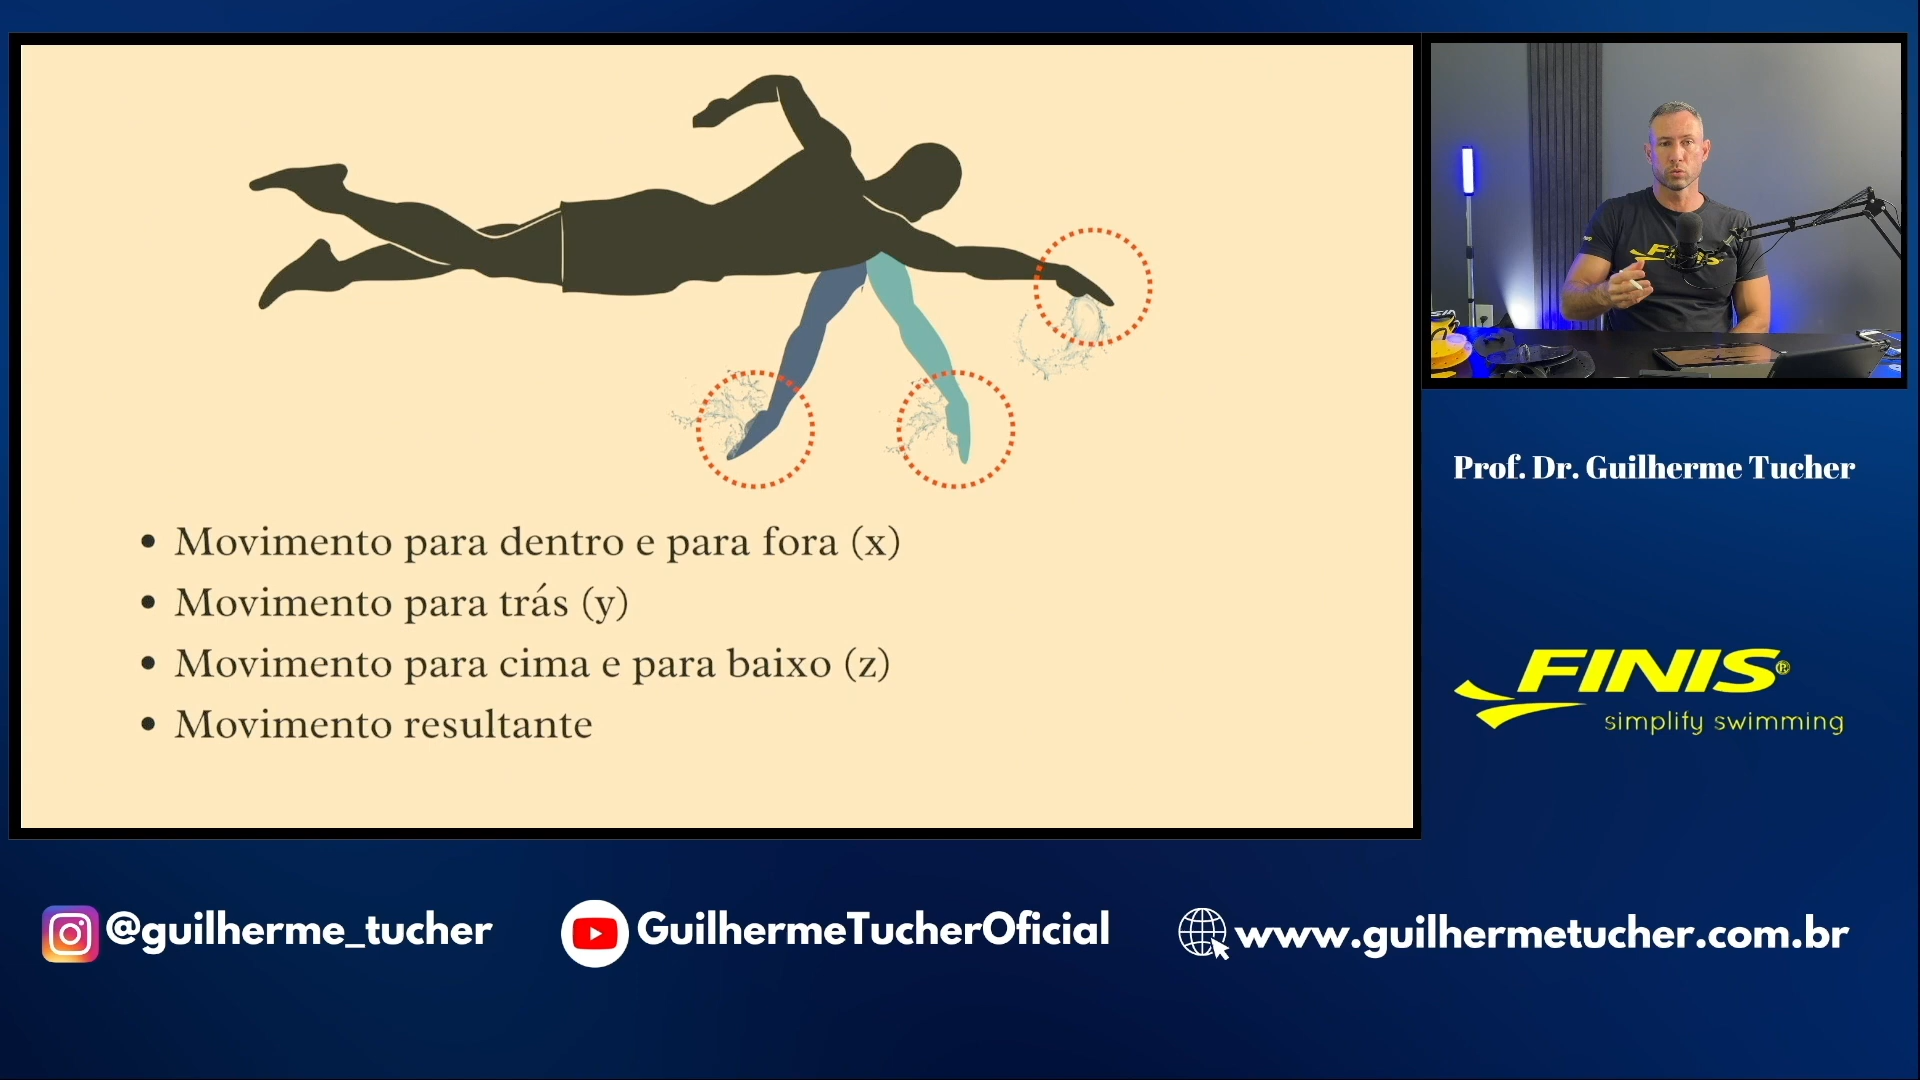 • Movimento para dentro e para fora (x)
• Movimento para trás (y)
• Movimento para cima e para baixo (z)
• Movimento resultante
FINIS
Prof. Dr. Guilherme Tucher
FINIS®
simplify swimming
@guilherme_tucher
GuilhermeTucherOficial
www.guilhermetucher.com.br